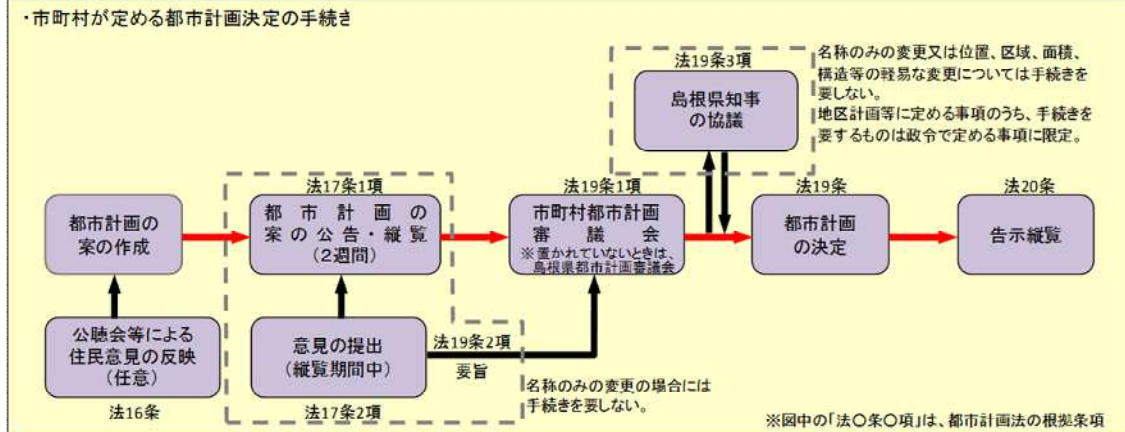 ・市町村が定める都市計画決定の手続き
法19条3項
島根県知事
の協議
名称のみの変更又は位置、区域、面積、
構造等の軽易な変更については手続きを
要しない。
地区計画等に定める事項のうち、手続きを
要するものは政令で定める事項に限定。
都市計画の
案の作成
法17条1項
都市計画の
案の公告・縦覧
(2週間)
法19条1項
市町村都市計画
審議会
※置かれていないときは、
島根県都市計画審議会
法19条
都市計画
の決定
法20条
告示縦覧
公聴会等による
住民意見の反映
(任意)
法16条
意見の提出
(縦覧期間中)
法17条2項
法19条2項
要旨
名称のみの変更の場合には
手続きを要しない。
※図中の「法〇条〇項」は、都市計画法の根拠条項